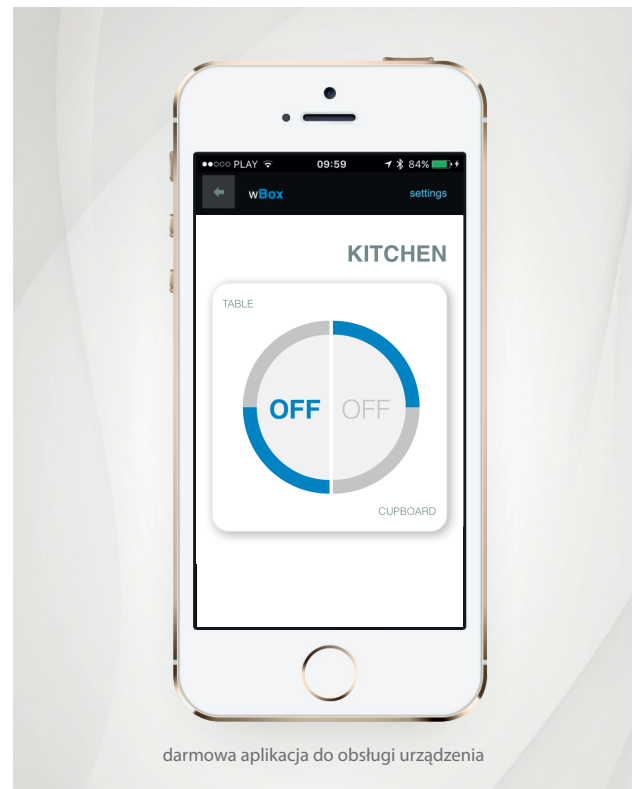 PLAY 09:59 84%
wBox settings
KITCHEN
TABLE
OFF OFF
CUPBOARD
darmowa aplikacja do obsługi urządzenia